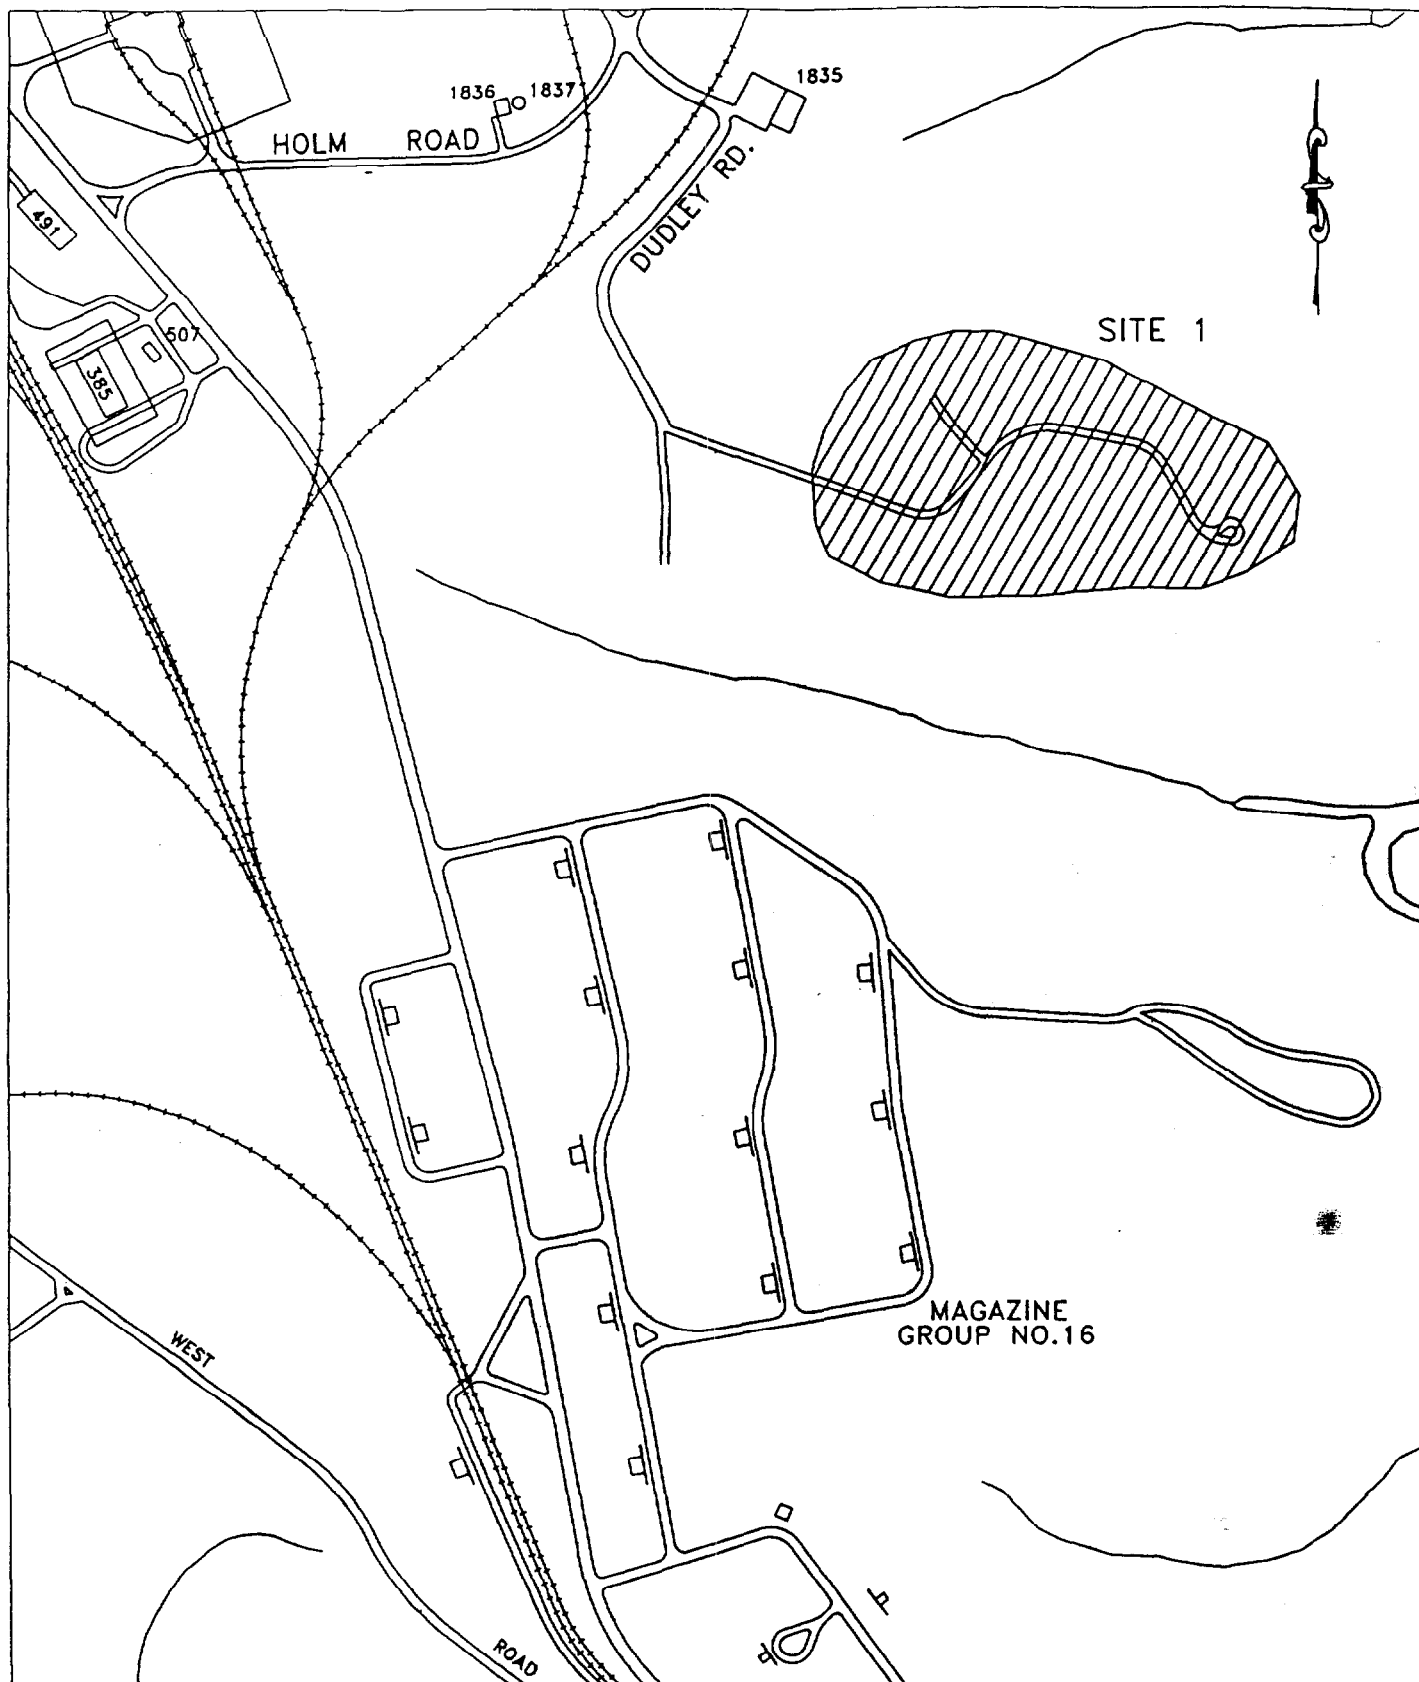 1835
1836
1837
HOLM ROAD
DUDLEY RD.
491
SITE 1
507
385
MAGAZINE
GROUP NO.16
WEST
ROAD